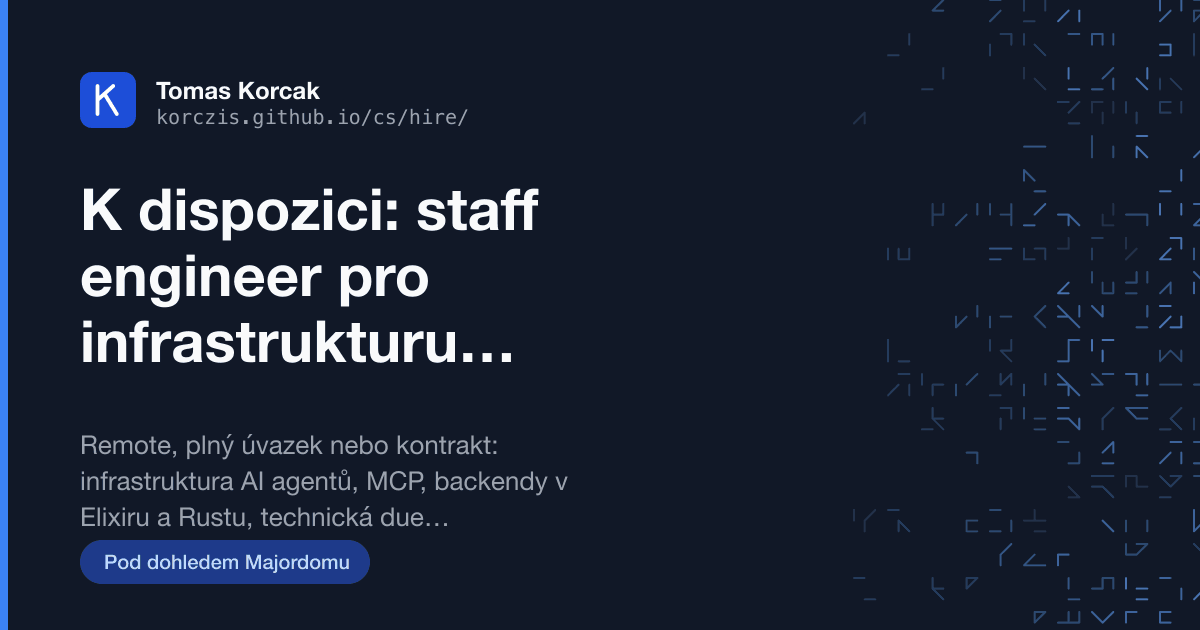 K
Tomas Korcak
korczis.github.io/cs/hire/
K dispozici: staff
engineer pro
infrastrukturu…
Remote, plný úvazek nebo kontrakt:
infrastruktura AI agentů, MCP, backendy v
Elixiru a Rustu, technická due…
Pod dohledem Majordomu